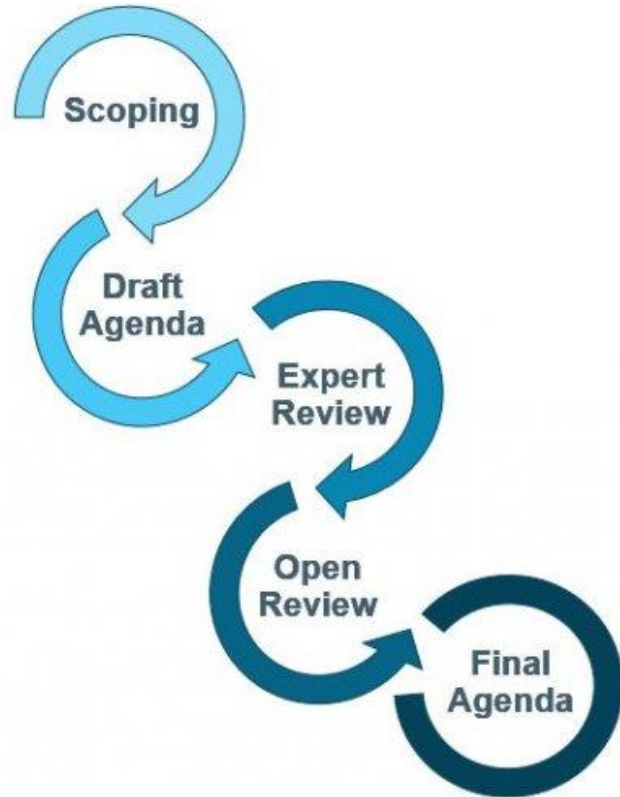 Scoping
Draft
Agenda
Expert
Review
Open
Review
Final
Agenda